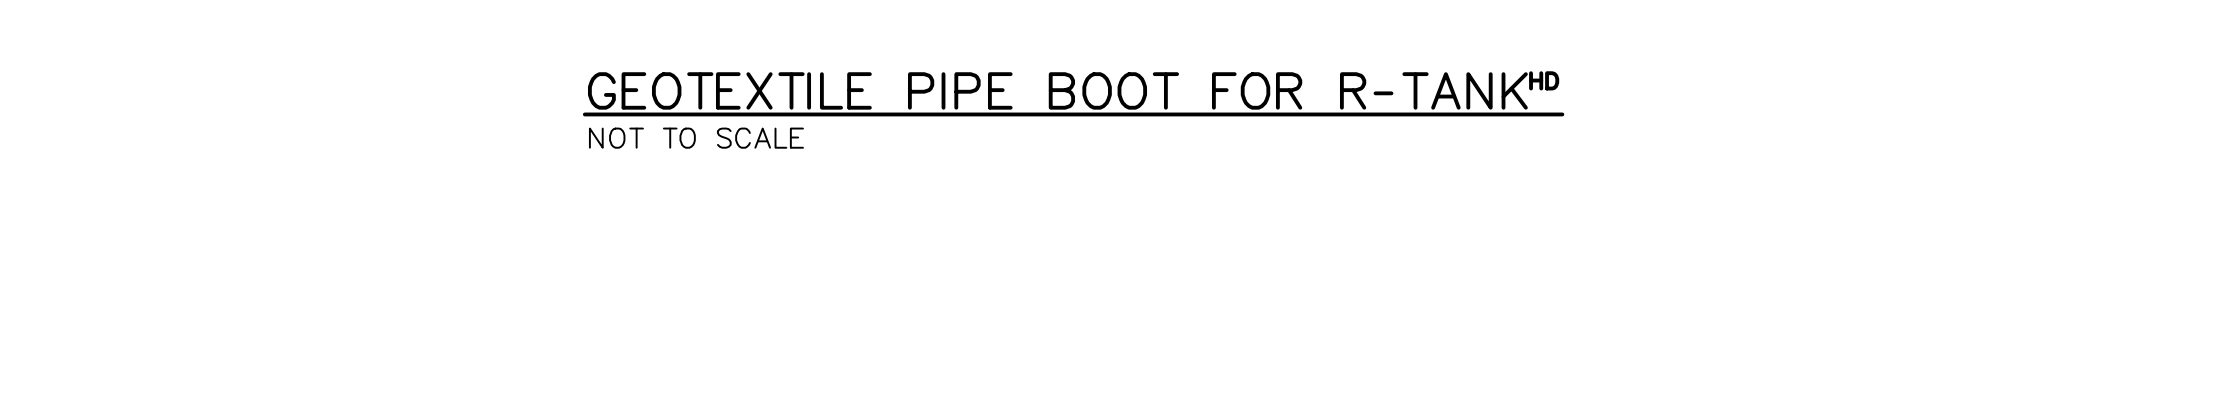 GEOTEXTILE PIPE BOOT FOR R-TANKHD
NOT TO SCALE